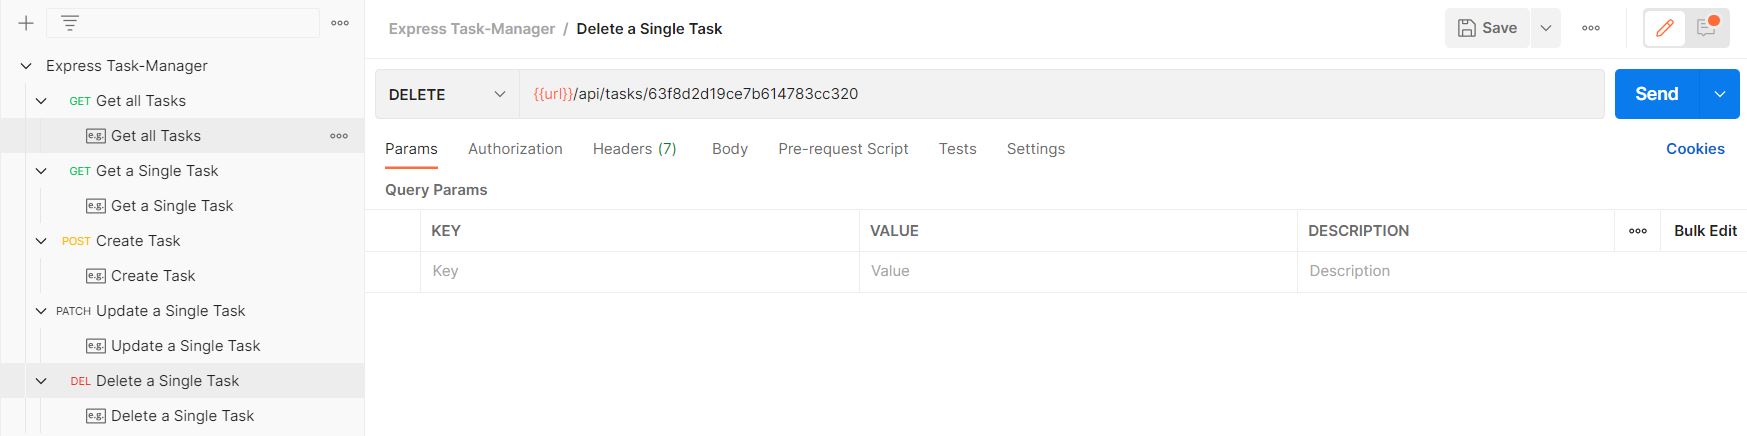 Express Task-Manager
GET Get all Tasks
e.g. Get all Tasks
GET Get a Single Task
e.g. Get a Single Task
POST Create Task
e.g. Create Task
PATCH Update a Single Task
e.g. Update a Single Task
DEL Delete a Single Task
e.g. Delete a Single Task
Express Task-Manager / Delete a Single Task
Save
DELETE {{url}}/api/tasks/63f8d2d19ce7b614783cc320 Send
Params Authorization Headers (7) Body Pre-request Script Tests Settings Cookies
Query Params
KEY VALUE DESCRIPTION Bulk Edit
Key Value Description